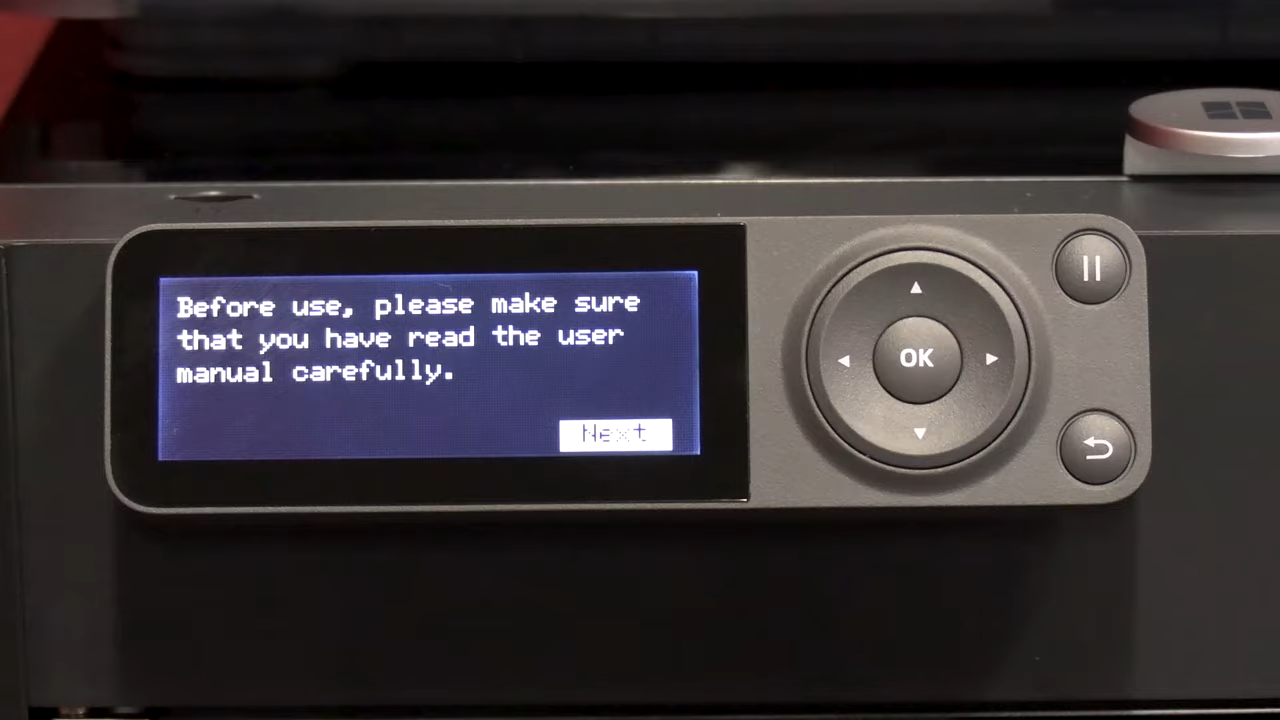 Before use, please make sure
that you have read the user
manual carefully.
Next
OK